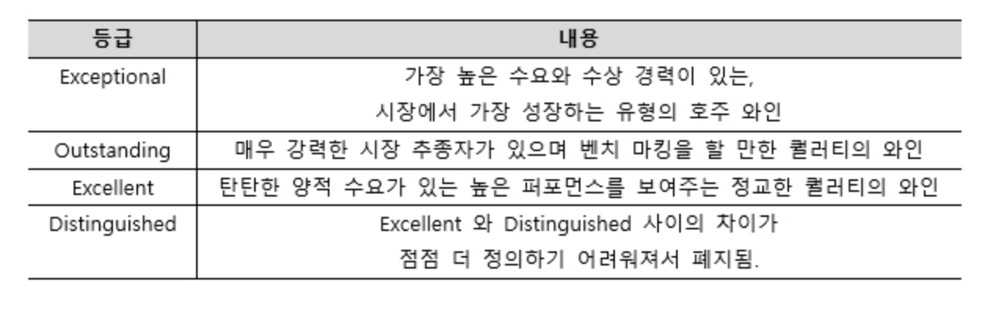 등급 내용
Exceptional 가장 높은 수요와 수상 경력이 있는,
시장에서 가장 성장하는 유형의 호주 와인
Outstanding 매우 강력한 시장 추종자가 있으며 벤치 마킹을 할 만한 퀄러티의 와인
Excellent 탄탄한 양적 수요가 있는 높은 퍼포먼스를 보여주는 정교한 퀄러티의 와인
Distinguished Excellent 와 Distinguished 사이의 차이가
점점 더 정의하기 어려워져서 폐지됨.